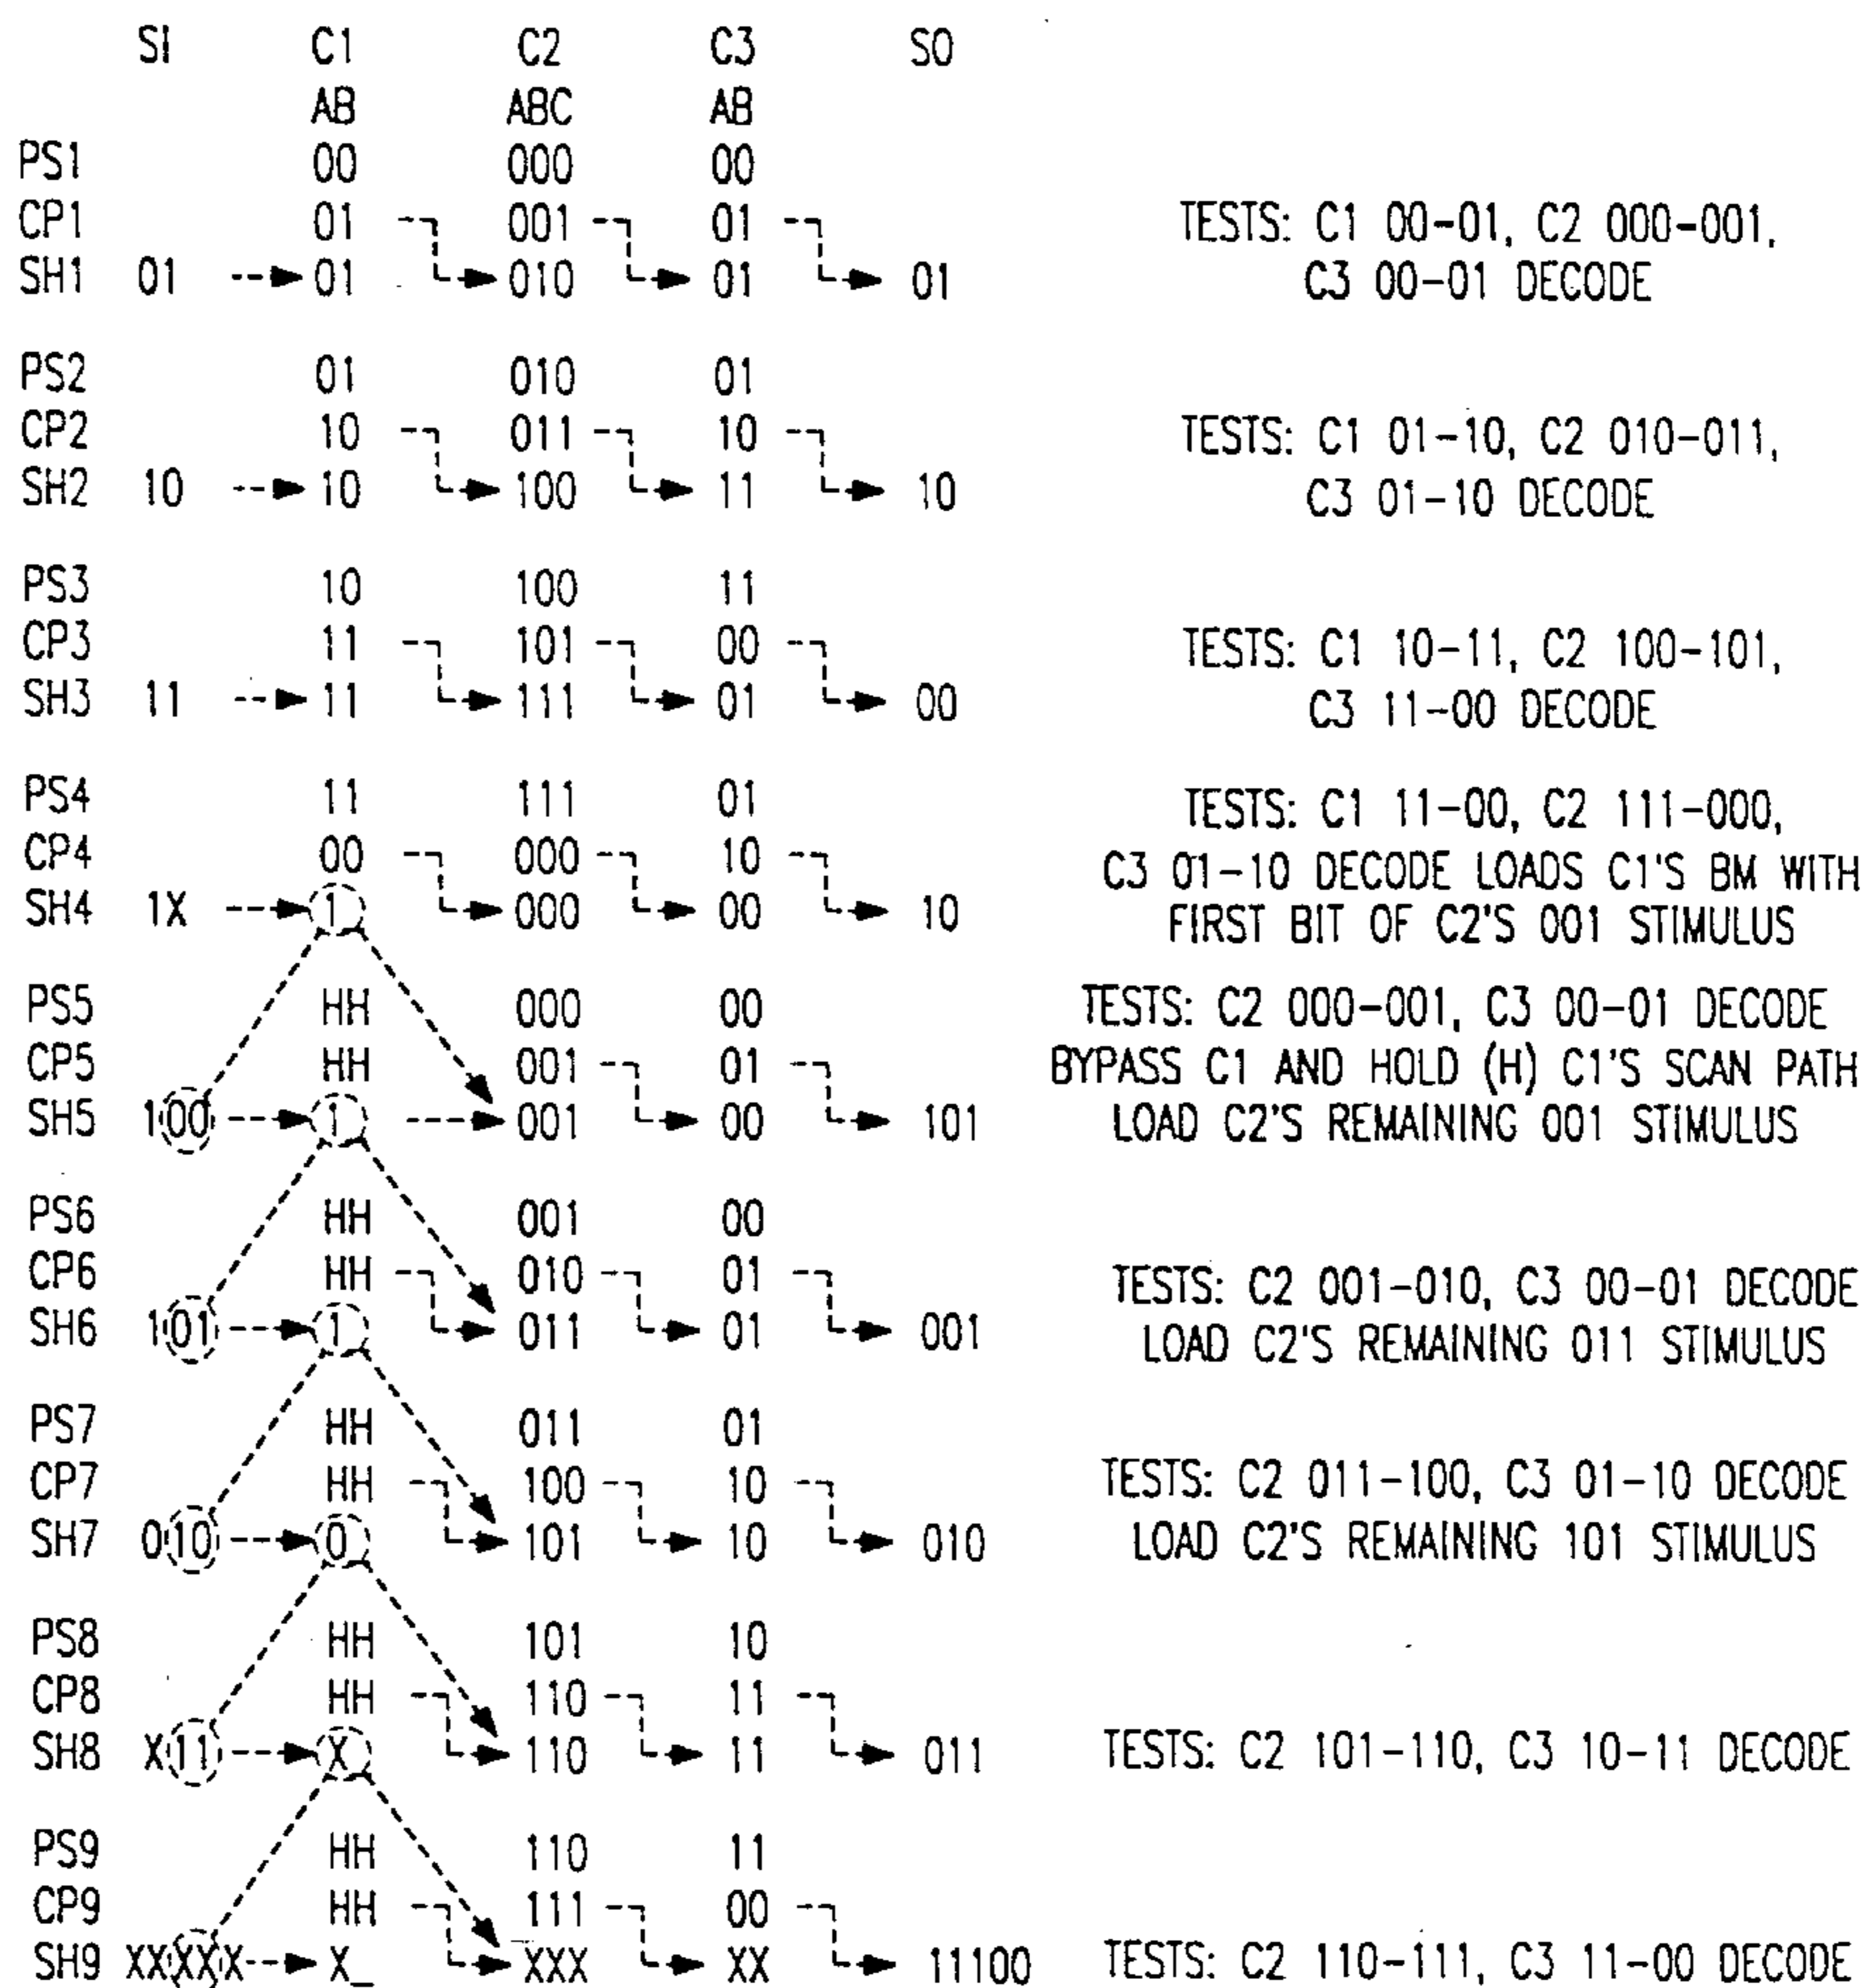 SI C1 C2 C3 SO
AB ABC AB
PS1 00 000 00
CP1 01 001 01 TESTS: C1 00-01, C2 000-001,
SH1 01 01 010 01 01 C3 00-01 DECODE
PS2 01 010 01
CP2 10 011 10 TESTS: C1 01-10, C2 010-011,
SH2 10 10 100 11 10 C3 01-10 DECODE
PS3 10 100 11
CP3 11 101 00 TESTS: C1 10-11, C2 100-101,
SH3 11 11 111 01 00 C3 11-00 DECODE
PS4 11 111 01 TESTS: C1 11-00, C2 111-000,
CP4 00 000 10 C3 01-10 DECODE LOADS C1'S BM WITH
SH4 1X 1 000 00 10 FIRST BIT OF C2'S 001 STIMULUS
PS5 HH 000 00 TESTS: C2 000-001, C3 00-01 DECODE
CP5 HH 001 01 BYPASS C1 AND HOLD (H) C1'S SCAN PATH
SH5 100 1 001 00 101 LOAD C2'S REMAINING 001 STIMULUS
PS6 HH 001 00
CP6 HH 010 01 TESTS: C2 001-010, C3 00-01 DECODE
SH6 101 1 011 01 001 LOAD C2'S REMAINING 011 STIMULUS
PS7 HH 011 01
CP7 HH 100 10 TESTS: C2 011-100, C3 01-10 DECODE
SH7 010 0 101 10 010 LOAD C2'S REMAINING 101 STIMULUS
PS8 HH 101 10
CP8 HH 110 11
SH8 X11 X 110 11 011 TESTS: C2 101-110, C3 10-11 DECODE
PS9 HH 110 11
CP9 HH 111 00
SH9 XXXXX X_ XXX XX 11100 TESTS: C2 110-111, C3 11-00 DECODE